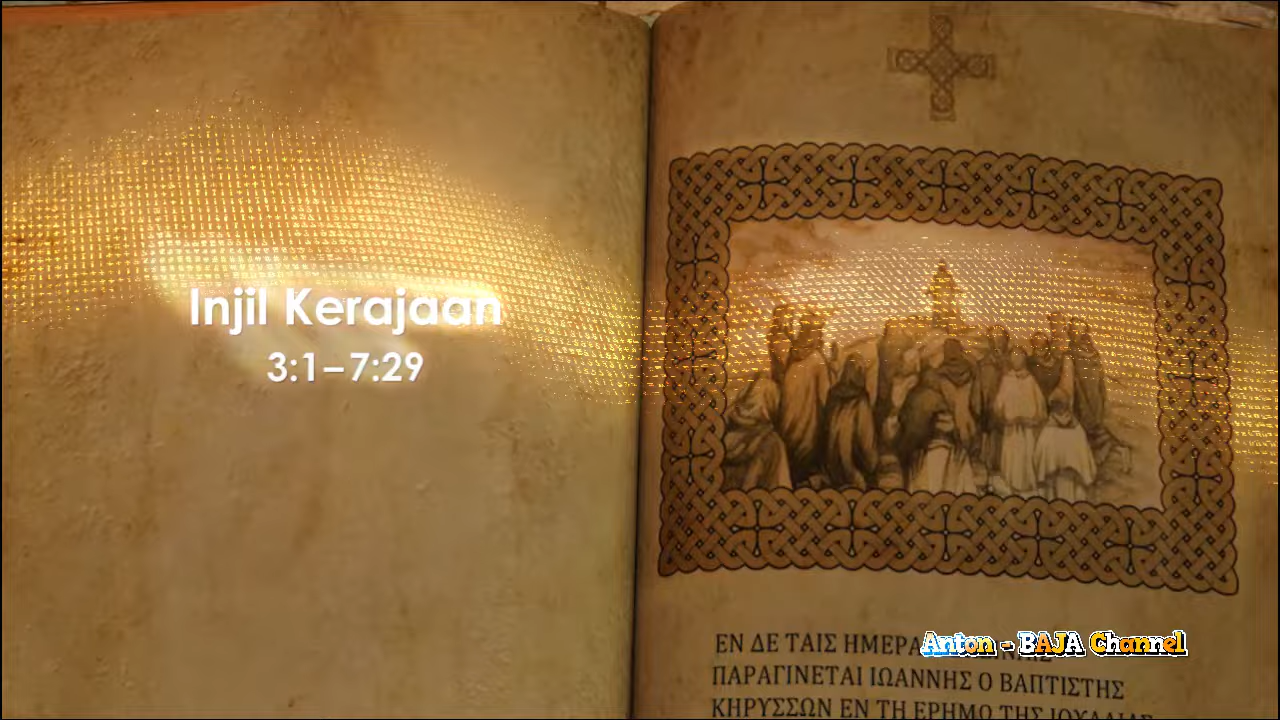 Injil Kerajaan
3:1–7:29
ΕΝ ΔΕ ΤΑΙΣ
ΠΑΡΑΓΙΝΕΤΑΙ ΙΩΑΝΝΗΣ Ο ΒΑΠΤΙΣΤΗΣ
ΚΗΡΥΣΣΩΝ ΕΝ ΤΗ ΕΡΗΜΩ ΤΗΣ ΙΟΥΔΑΙΑΣ
Anton - BAJA Channel